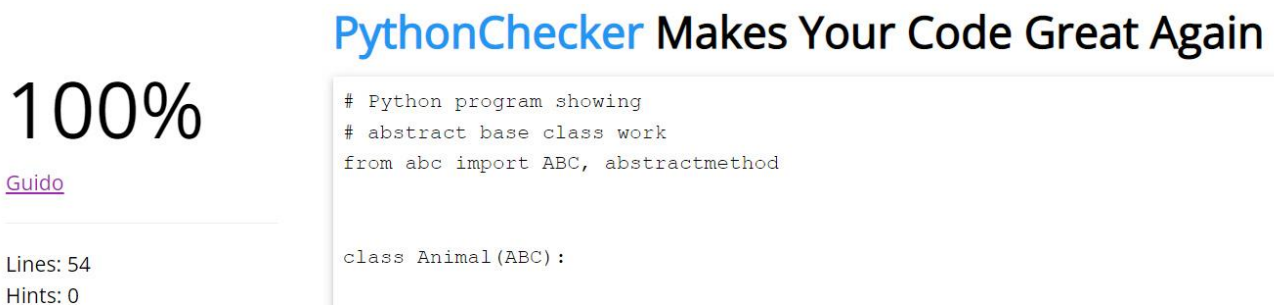 PythonChecker Makes Your Code Great Again
100%
Guido
Lines: 54
Hints: 0
# Python program showing
# abstract base class work
from abc import ABC, abstractmethod
class Animal(ABC):